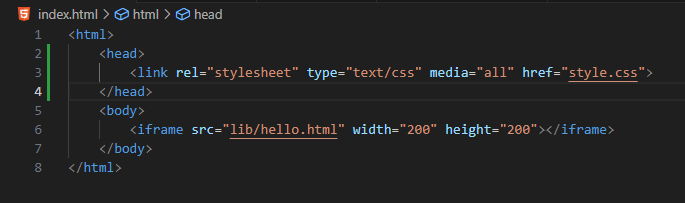 index.html > html > head
1 <html>
2     <head>
3         <link rel="stylesheet" type="text/css" media="all" href="style.css">
4     </head>
5     <body>
6         <iframe src="lib/hello.html" width="200" height="200"></iframe>
7     </body>
8 </html>